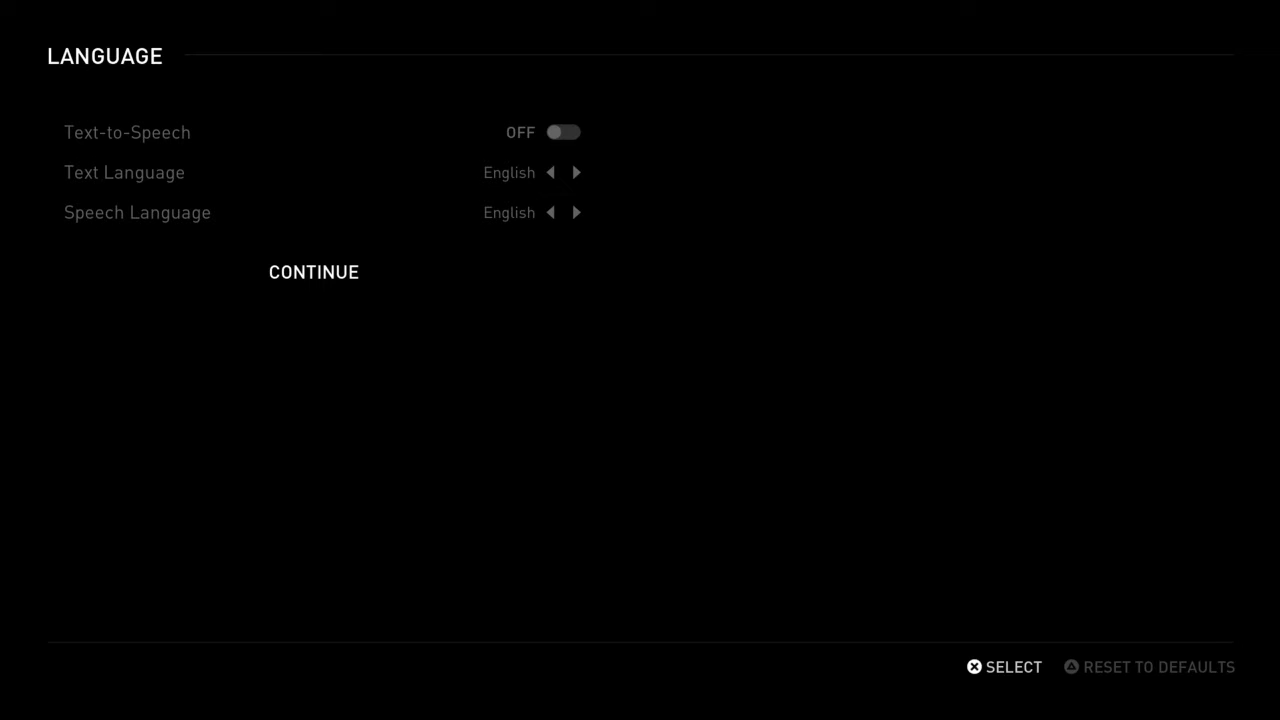 LANGUAGE
Text-to-Speech OFF
Text Language English
Speech Language English
CONTINUE
SELECT RESET TO DEFAULTS